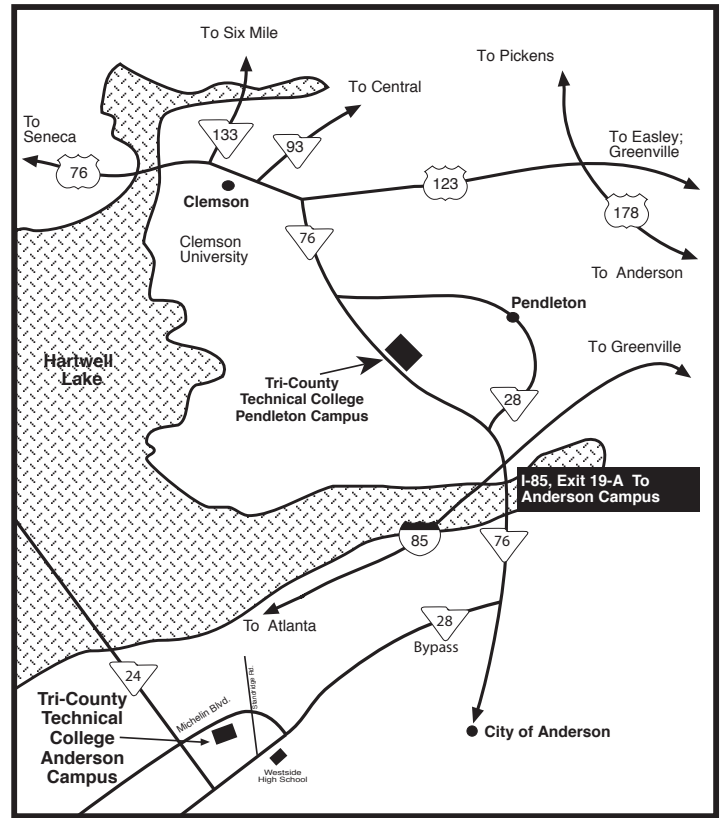 To Six Mile
To Pickens
To Central
To
Seneca
133
93
To Easley;
Greenville
76
123
Clemson
178
76
Clemson
University
To Anderson
Pendleton
Hartwell
Lake
To Greenville
Tri-County
Technical College
Pendleton Campus
28
I-85, Exit 19-A To
Anderson Campus
85
76
To Atlanta
28
Bypass
24
Standridge Rd.
Michelin Blvd.
Tri-County
Technical
College
Anderson
Campus
City of Anderson
Westside
High School